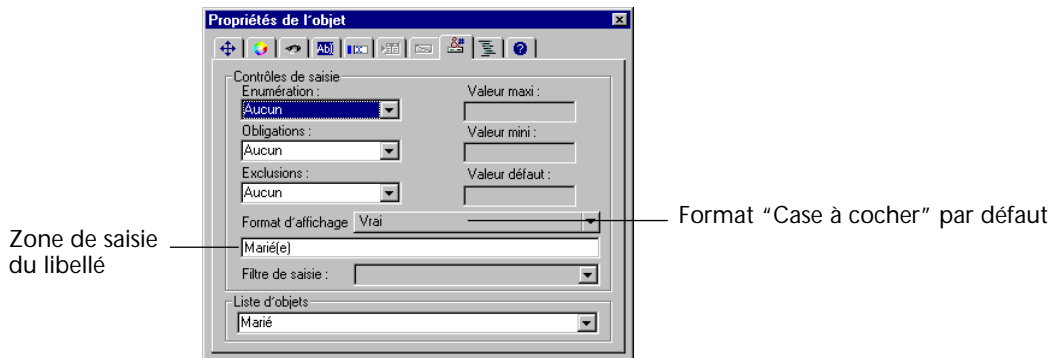 Propriétés de l'objet
Abl
Contrôles de saisie
Enumération :
Valeur maxi :
Aucun
Obligations :
Valeur mini :
Aucun
Exclusions :
Valeur défaut :
Aucun
Format d'affichage
Vrai
Format “Case à cocher” par défaut
Zone de saisie
du libellé
Marié(e)
Filtre de saisie :
Liste d'objets
Marié